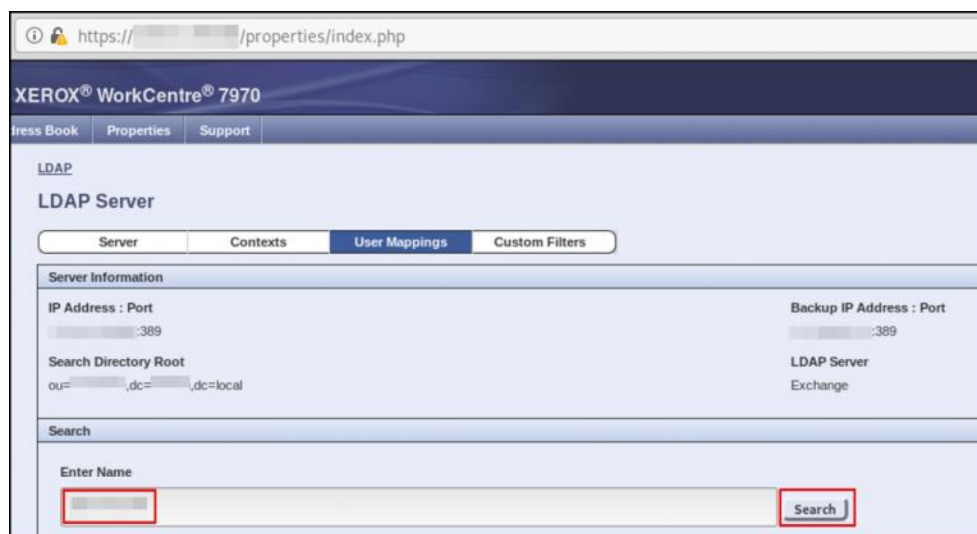 https:// /properties/index.php
XEROX® WorkCentre® 7970
dress Book Properties Support
LDAP
LDAP Server
Server Contexts User Mappings Custom Filters
Server Information
IP Address : Port Backup IP Address : Port
:389 :389
Search Directory Root LDAP Server
ou= ,dc= ,dc=local Exchange
Search
Enter Name
Search